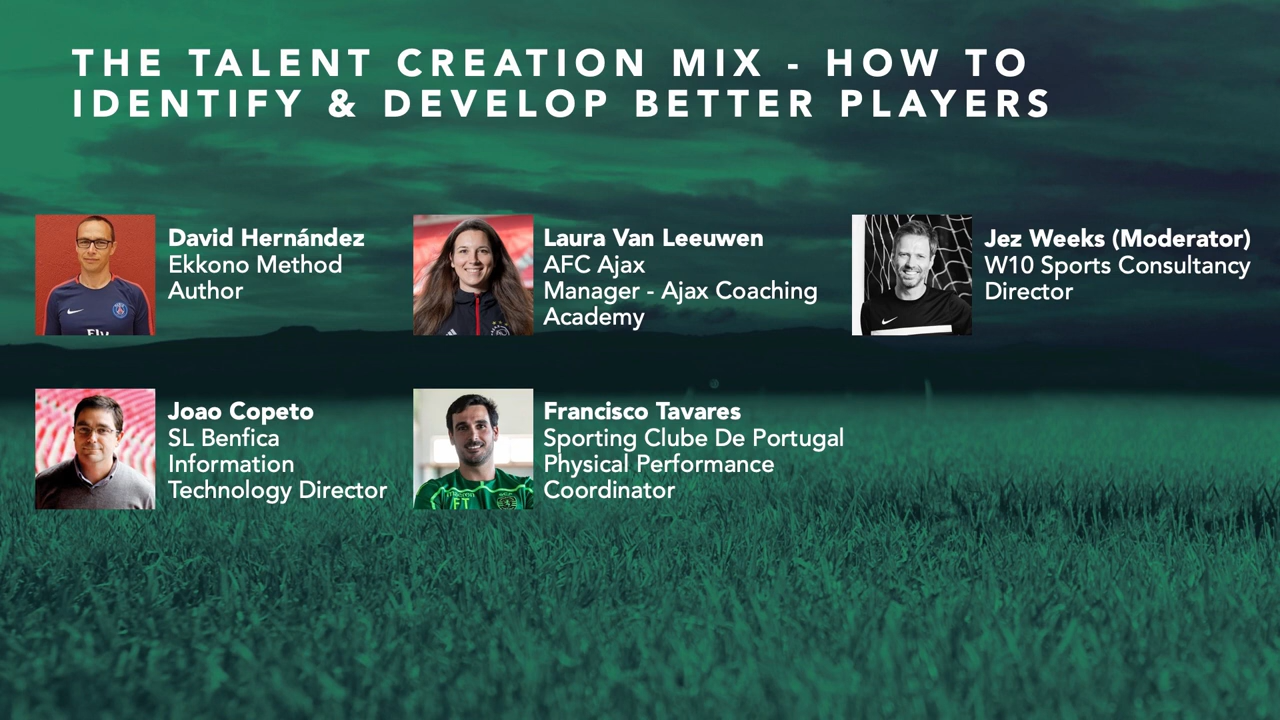 THE TALENT CREATION MIX - HOW TO
IDENTIFY & DEVELOP BETTER PLAYERS
David Hernández
Ekkono Method
Author
Laura Van Leeuwen
AFC Ajax
Manager - Ajax Coaching
Academy
Jez Weeks (Moderator)
W10 Sports Consultancy
Director
Joao Copeto
SL Benfica
Information
Technology Director
Francisco Tavares
Sporting Clube De Portugal
Physical Performance
Coordinator
FT